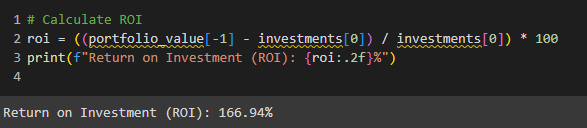 1 # Calculate ROI
2 roi = ((portfolio_value[-1] - investments[0]) / investments[0]) * 100
3 print(f"Return on Investment (ROI): {roi:.2f}%")
4
Return on Investment (ROI): 166.94%